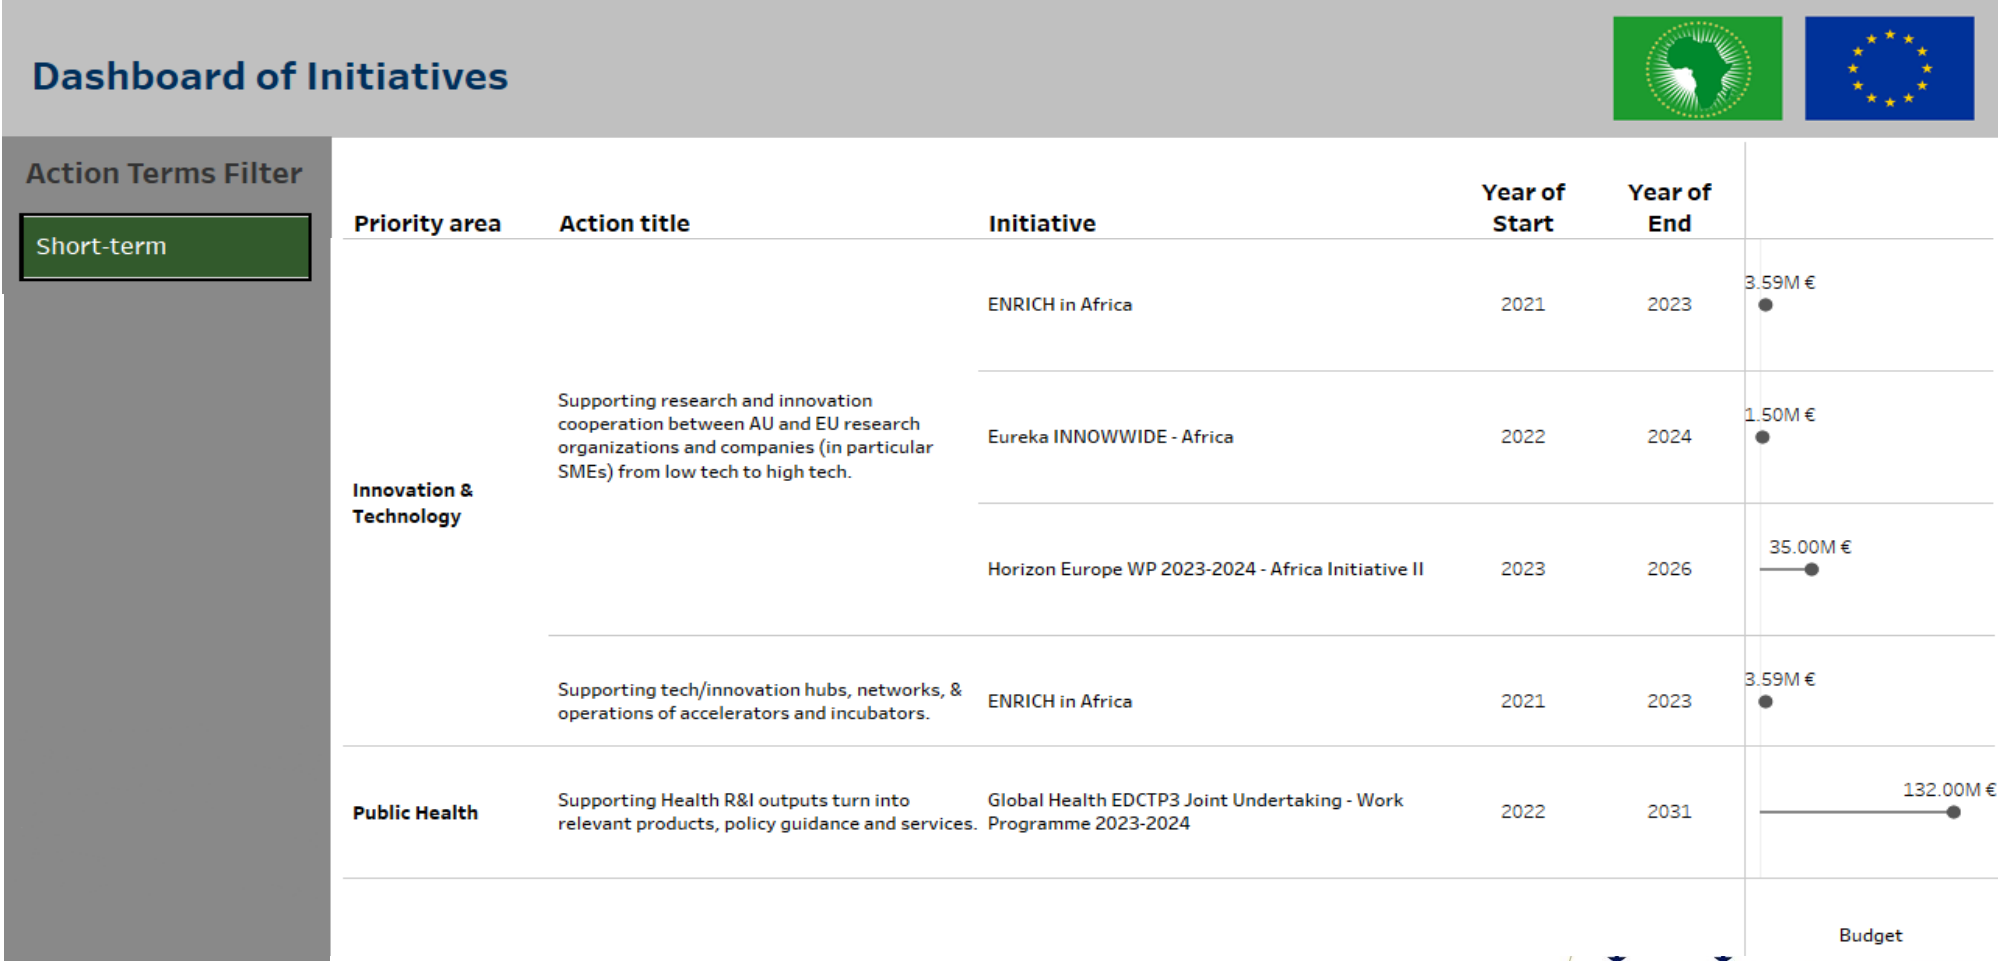 Dashboard of Initiatives
Action Terms Filter
Short-term
Priority area
Action title
Initiative
Year of
Start
Year of
End
Innovation &
Technology
Supporting research and innovation
cooperation between AU and EU research
organizations and companies (in particular
SMEs) from low tech to high tech.
ENRICH in Africa
2021
2023
3.59M €
Eureka INNOWWIDE - Africa
2022
2024
1.50M €
Horizon Europe WP 2023-2024 - Africa Initiative II
2023
2026
35.00M €
Supporting tech/innovation hubs, networks, &
operations of accelerators and incubators.
ENRICH in Africa
2021
2023
3.59M €
Public Health
Supporting Health R&I outputs turn into
relevant products, policy guidance and services.
Global Health EDCTP3 Joint Undertaking - Work
Programme 2023-2024
2022
2031
132.00M €
Budget